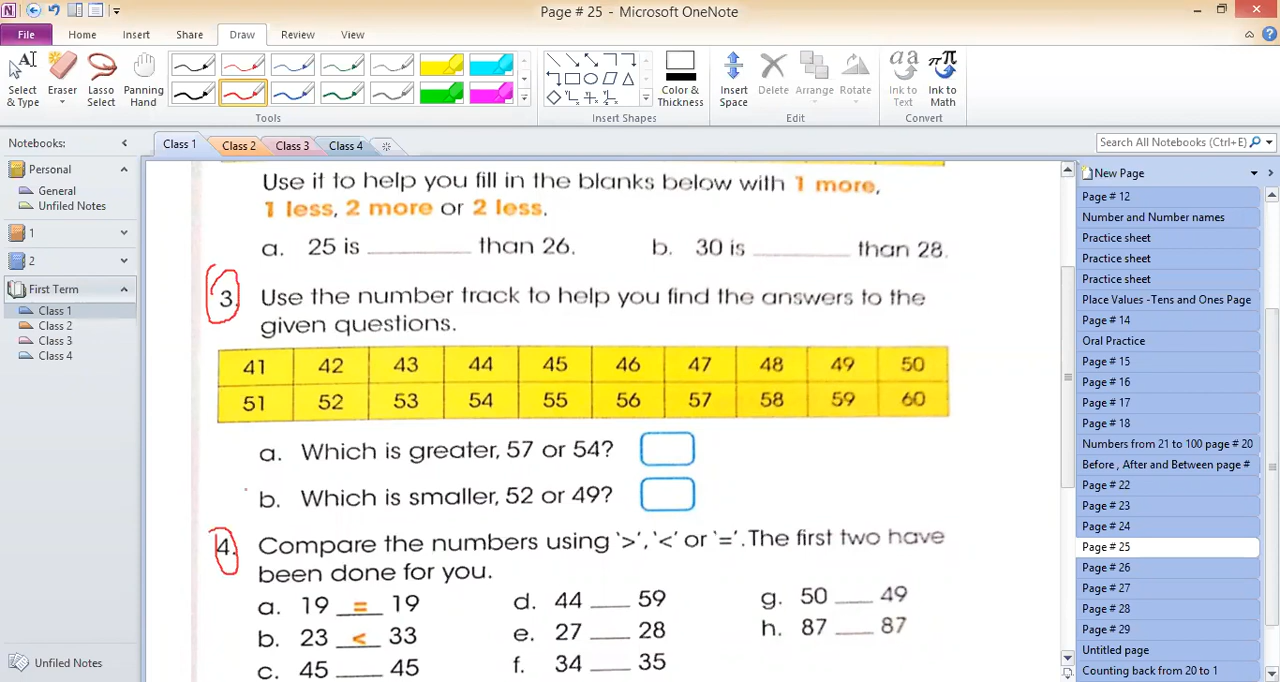 Page # 25 - Microsoft OneNote
File Home Insert Share Draw Review View
Select & Type
Eraser
Lasso Select
Panning Hand
Color & Thickness
Insert Space
Delete
Arrange
Rotate
Ink to Text
Ink to Math
Tools
Insert Shapes
Edit
Convert
Notebooks:
Personal
General
Unfiled Notes
1
2
First Term
Class 1
Class 2
Class 3
Class 4
Unfiled Notes
Class 1 Class 2 Class 3 Class 4
Search All Notebooks (Ctrl+E)
Use it to help you fill in the blanks below with 1 more,
1 less, 2 more or 2 less.
a. 25 is ________ than 26. b. 30 is ________ than 28.
3. Use the number track to help you find the answers to the
given questions.
41 42 43 44 45 46 47 48 49 50
51 52 53 54 55 56 57 58 59 60
a. Which is greater, 57 or 54?
b. Which is smaller, 52 or 49?
4. Compare the numbers using '>', '<' or '='. The first two have
been done for you.
a. 19 = 19 d. 44 ___ 59 g. 50 ___ 49
b. 23 < 33 e. 27 ___ 28 h. 87 ___ 87
c. 45 ___ 45 f. 34 ___ 35
New Page
Page # 12
Number and Number names
Practice sheet
Practice sheet
Practice sheet
Place Values -Tens and Ones Page
Page # 14
Oral Practice
Page # 15
Page # 16
Page # 17
Page # 18
Numbers from 21 to 100 page # 20
Before , After and Between page #
Page # 22
Page # 23
Page # 24
Page # 25
Page # 26
Page # 27
Page # 28
Page # 29
Untitled page
Counting back from 20 to 1